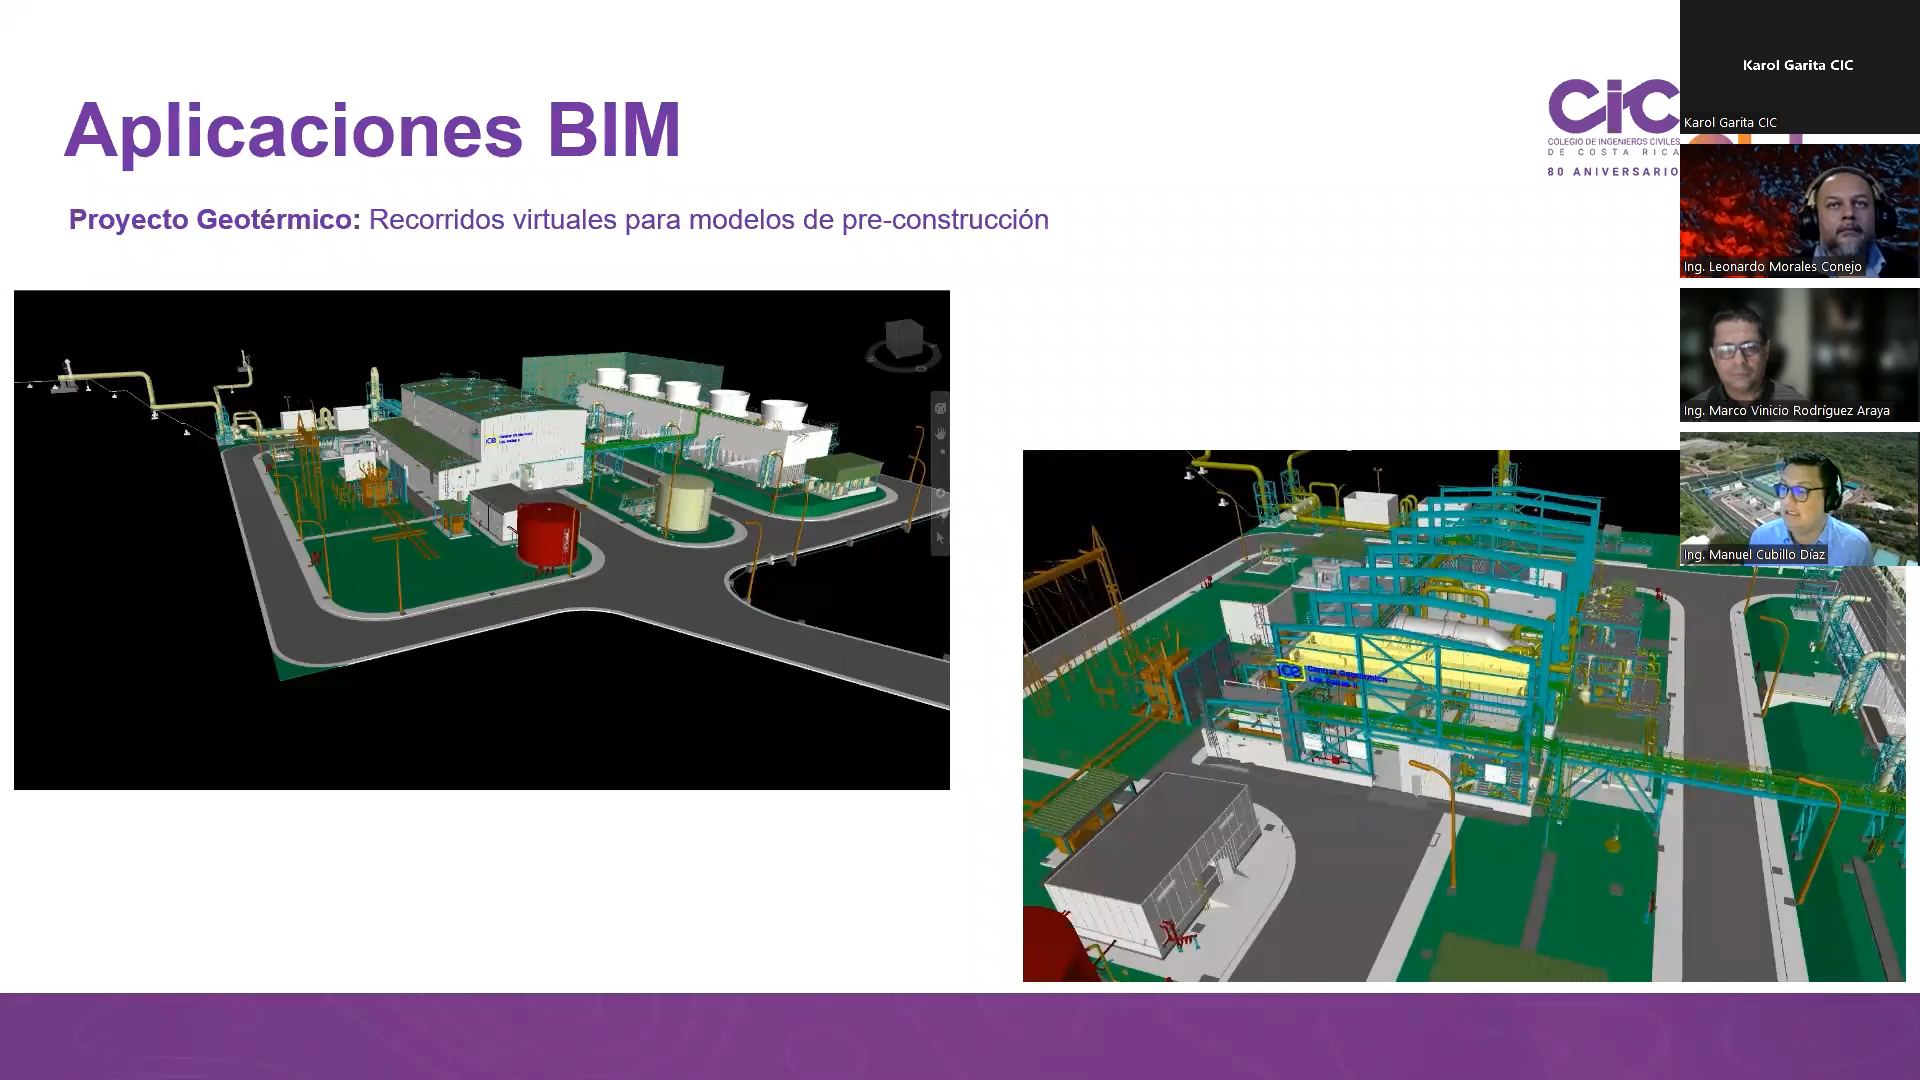 Aplicaciones BIM
Proyecto Geotérmico: Recorridos virtuales para modelos de pre-construcción
CIC
COLEGIO DE INGENIEROS CIVILES
DE COSTA RICA
80 ANIVERSARIO
Karol Garita CIC
Karol Garita CIC
Ing. Leonardo Morales Conejo
Ing. Marco Vinicio Rodríguez Araya
Ing. Manuel Cubillo Díaz
Central Geotérmica